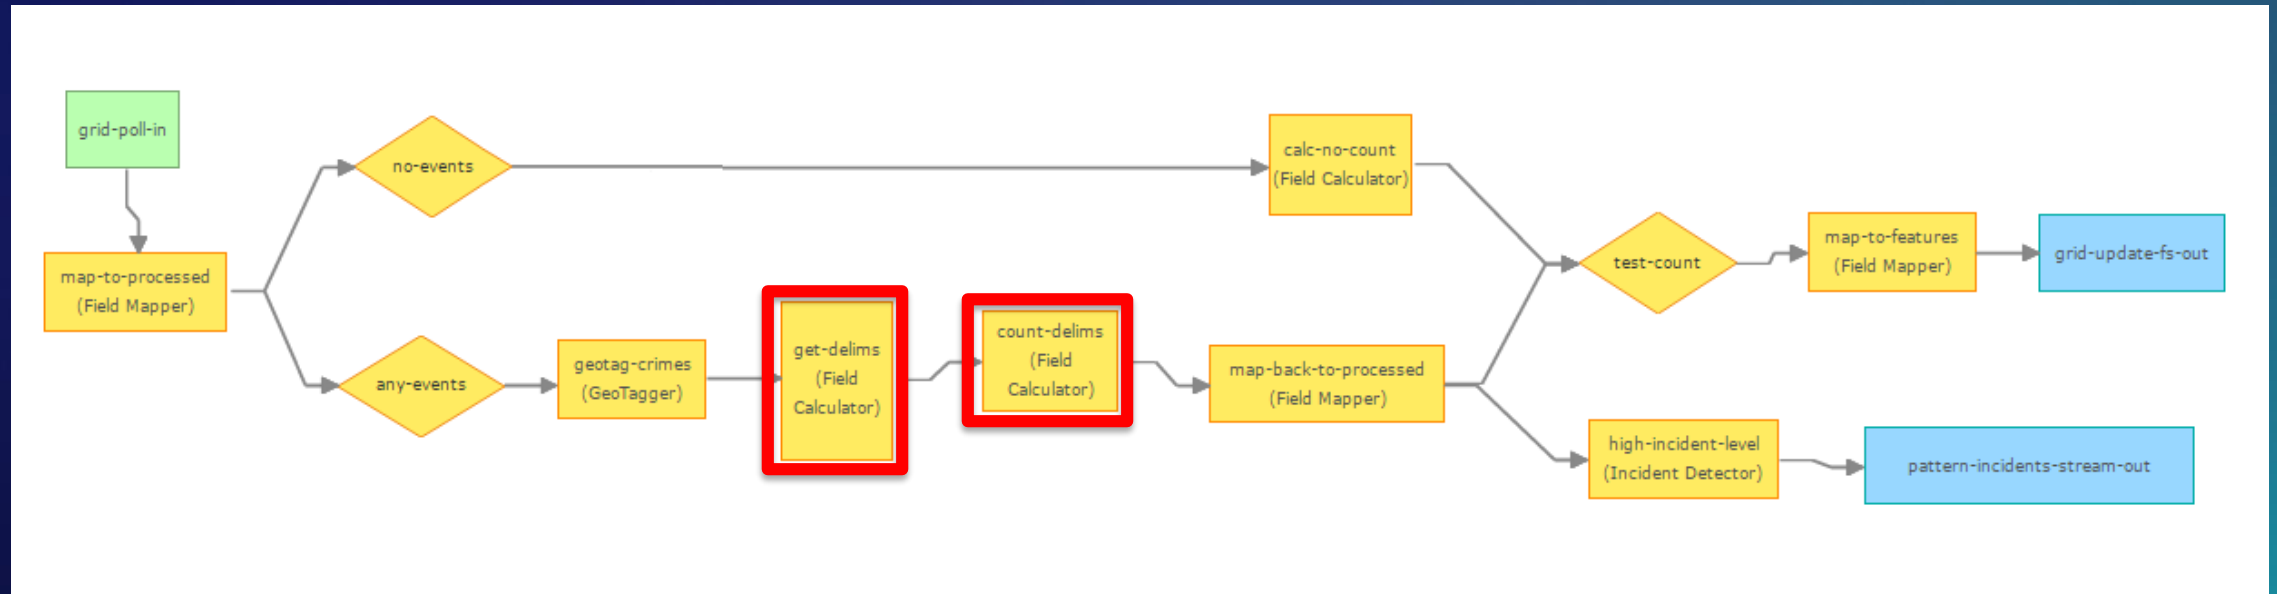 grid-poll-in
map-to-processed
(Field Mapper)
no-events
any-events
geotag-crimes
(GeoTagger)
get-delims
(Field
Calculator)
count-delims
(Field
Calculator)
map-back-to-processed
(Field Mapper)
calc-no-count
(Field Calculator)
test-count
map-to-features
(Field Mapper)
grid-update-fs-out
high-incident-level
(Incident Detector)
pattern-incidents-stream-out